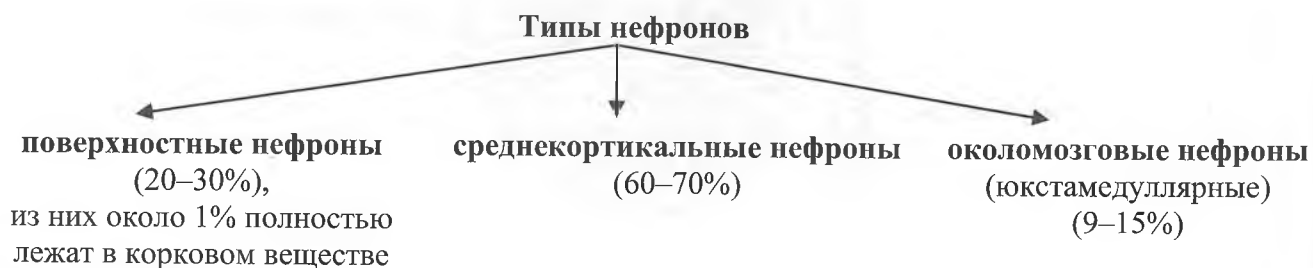 Типы нефронов
поверхностные нефроны
(20–30%),
из них около 1% полностью
лежат в корковом веществе
среднекортикальные нефроны
(60–70%)
околомозговые нефроны
(юкстамедуллярные)
(9–15%)